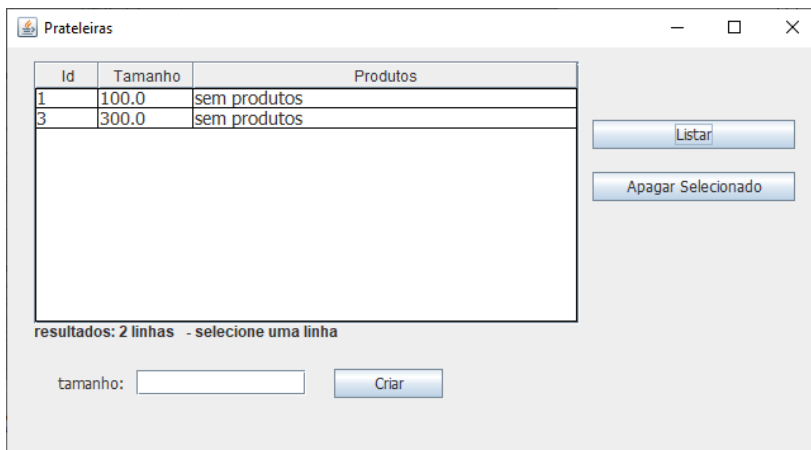 Prateleiras
Id Tamanho Produtos
1 100.0 sem produtos
3 300.0 sem produtos
Listar
Apagar Selecionado
resultados: 2 linhas - selecione uma linha
tamanho: Criar